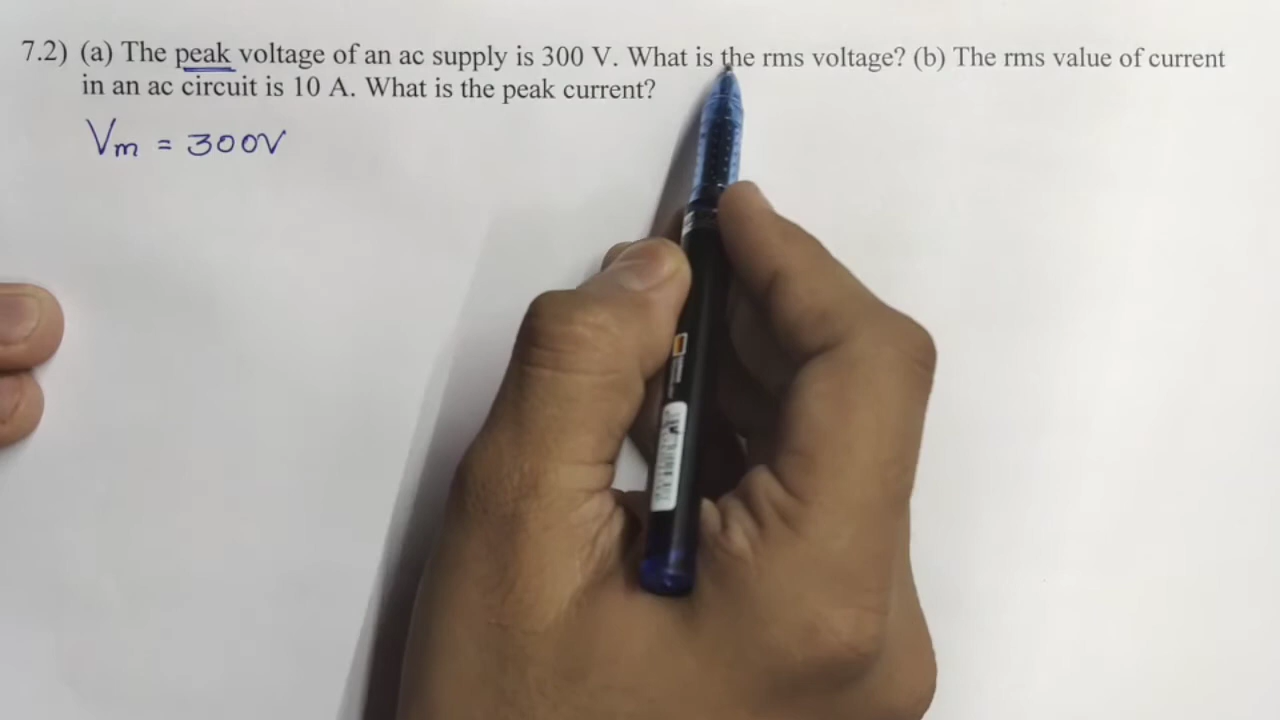 7.2) (a) The peak voltage of an ac supply is 300 V. What is the rms voltage? (b) The rms value of current
in an ac circuit is 10 A. What is the peak current?
Vm = 300V